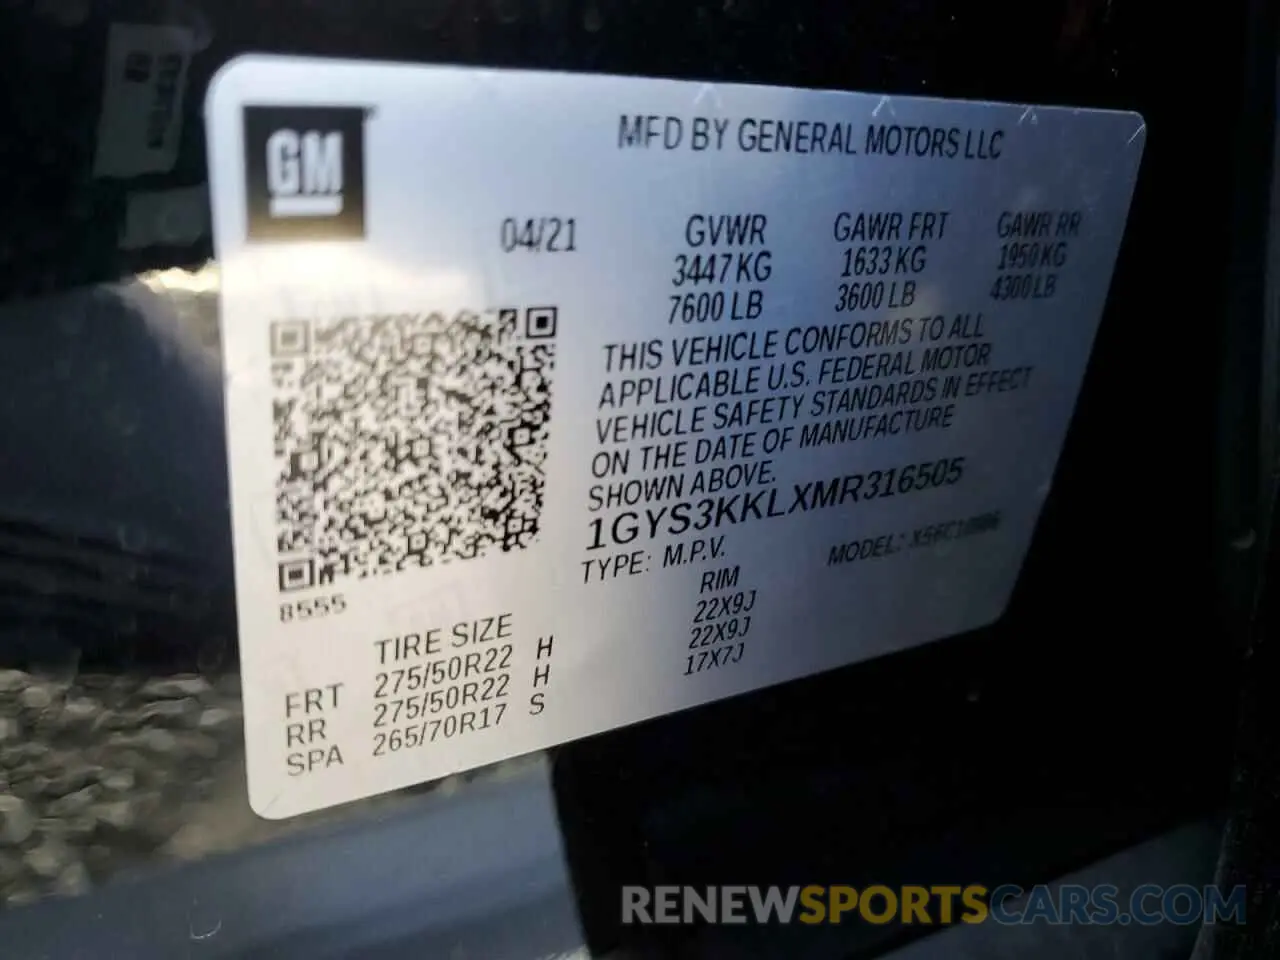 GM
MFD BY GENERAL MOTORS LLC
04/21
GVWR
GAWR FRT
GAWR RR
3447 KG
1633 KG
1950 KG
7600 LB
3600 LB
4300 LB
THIS VEHICLE CONFORMS TO ALL
APPLICABLE U.S. FEDERAL MOTOR
VEHICLE SAFETY STANDARDS IN EFFECT
ON THE DATE OF MANUFACTURE
SHOWN ABOVE.
1GYS3KKLXMR316505
TYPE: M.P.V.
MODEL:
8555
TIRE SIZE
RIM
FRT 275/50R22 H 22X9J
RR 275/50R22 H 22X9J
SPA 265/70R17 S 17X7J
RENEWSPORTSCARS.COM